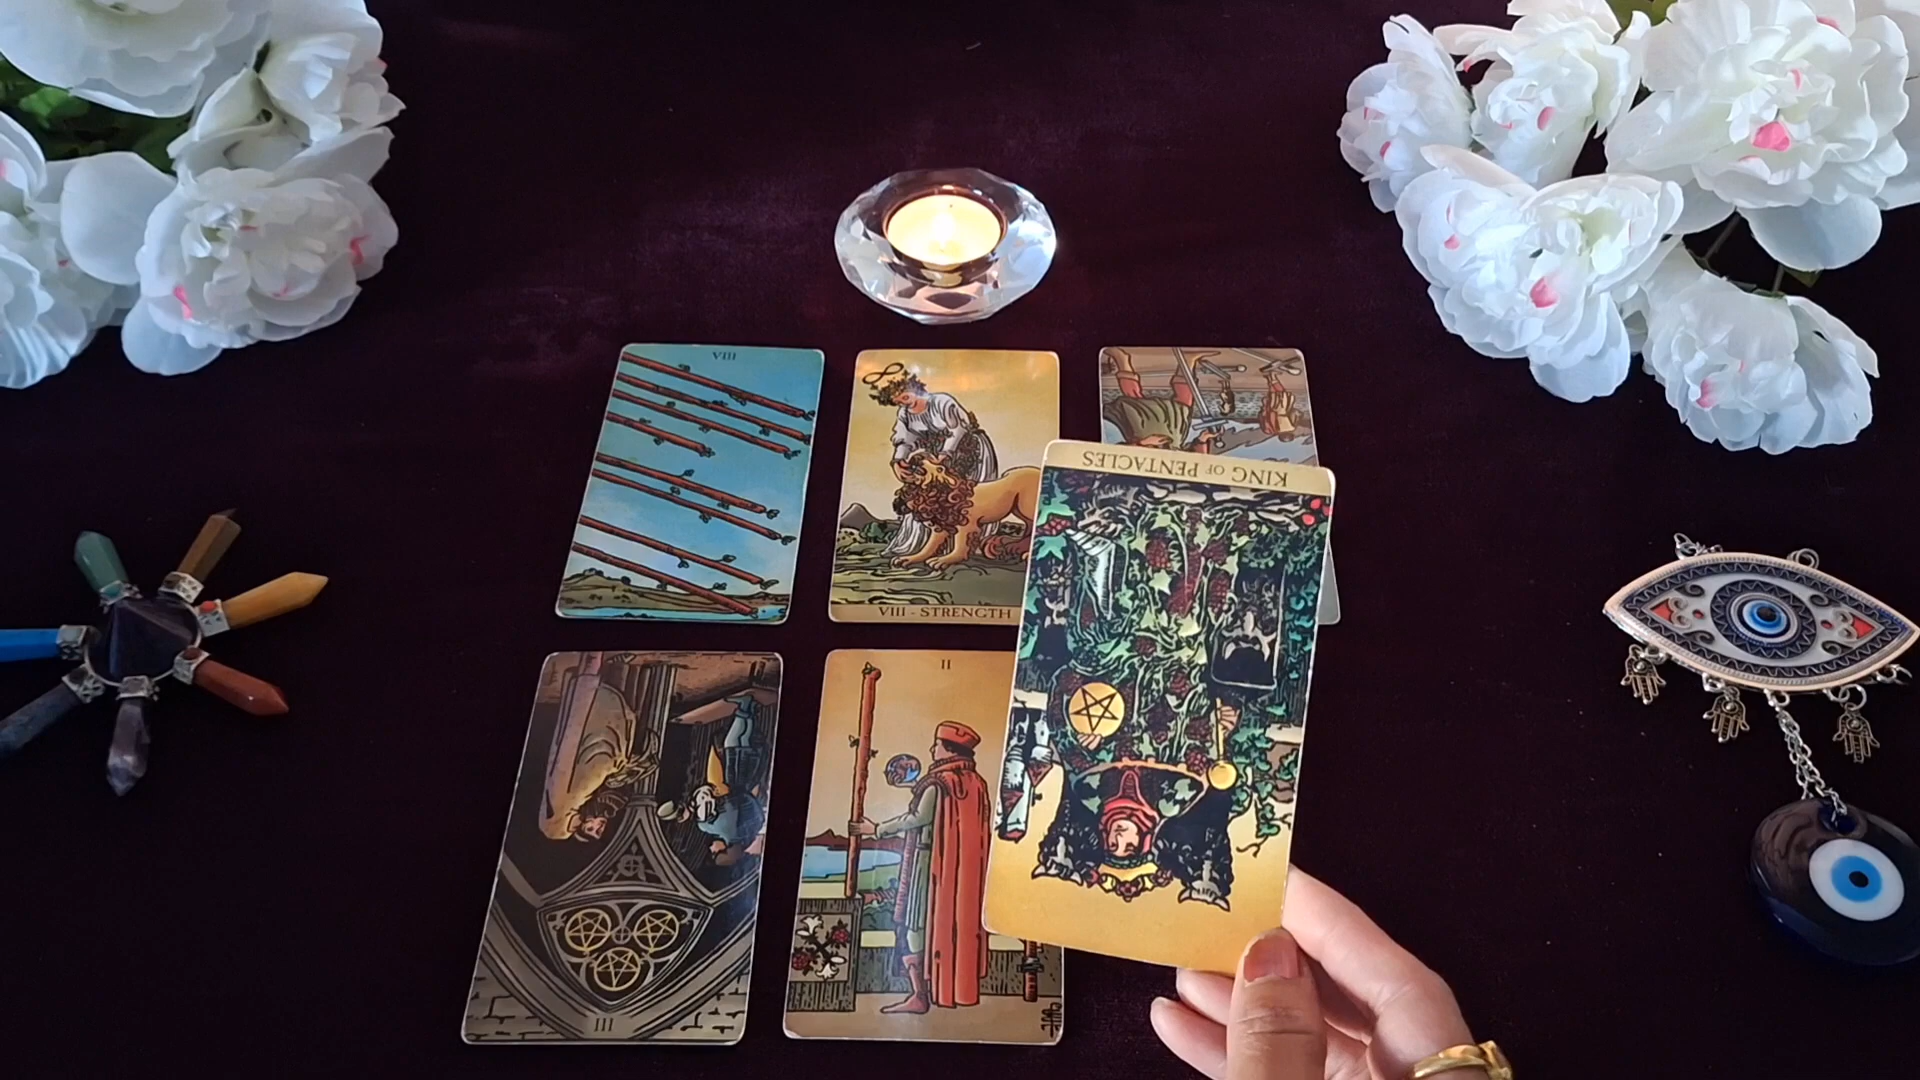 VIII
VIII - STRENGTH
KING OF PENTACLES
II
III